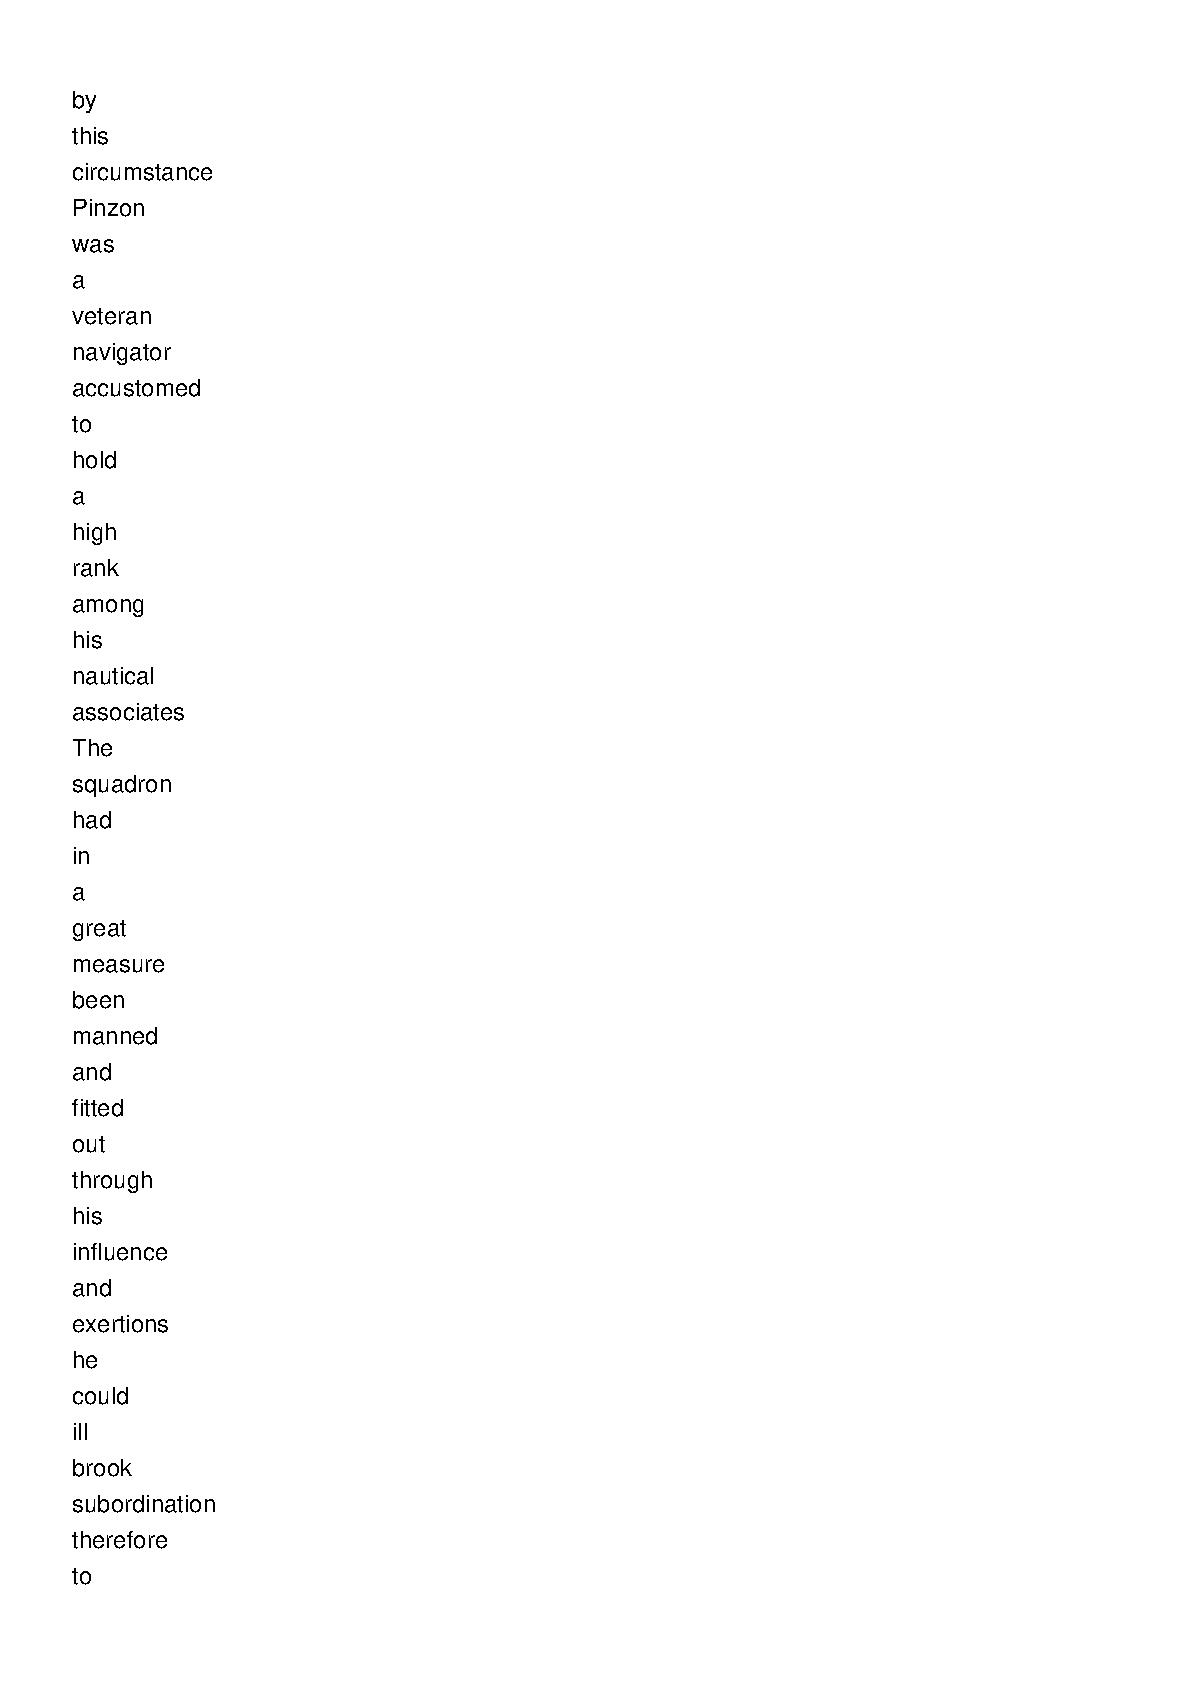 by
this
circumstance
Pinzon
was
a
veteran
navigator
accustomed
to
hold
a
high
rank
among
his
nautical
associates
The
squadron
had
in
a
great
measure
been
manned
and
fitted
out
through
his
influence
and
exertions
he
could
ill
brook
subordination
therefore
to